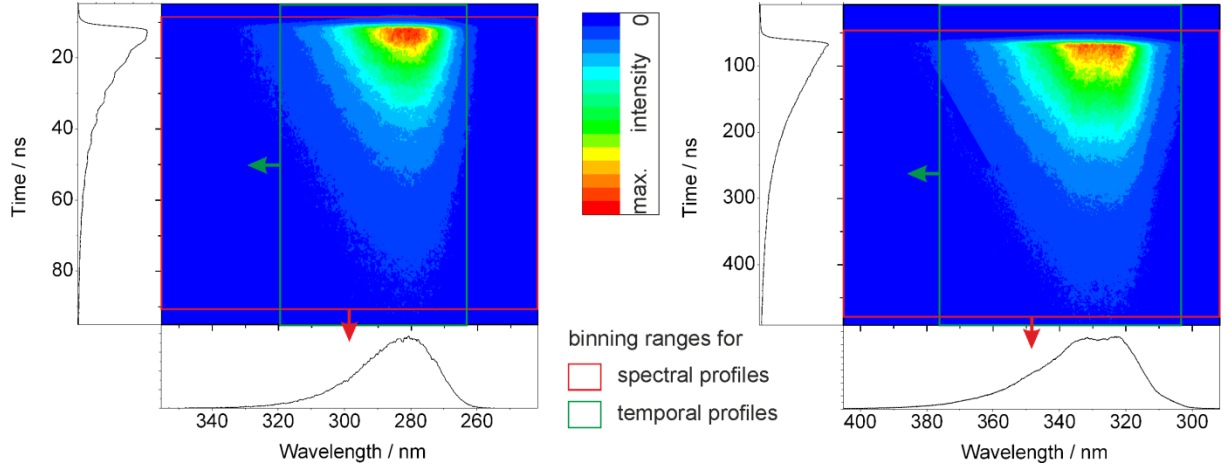 20
40
60
80
Time / ns
340
320
300
280
260
Wavelength / nm
0
intensity
max.
binning ranges for
spectral profiles
temporal profiles
100
200
300
400
Time / ns
400
380
360
340
320
300
Wavelength / nm